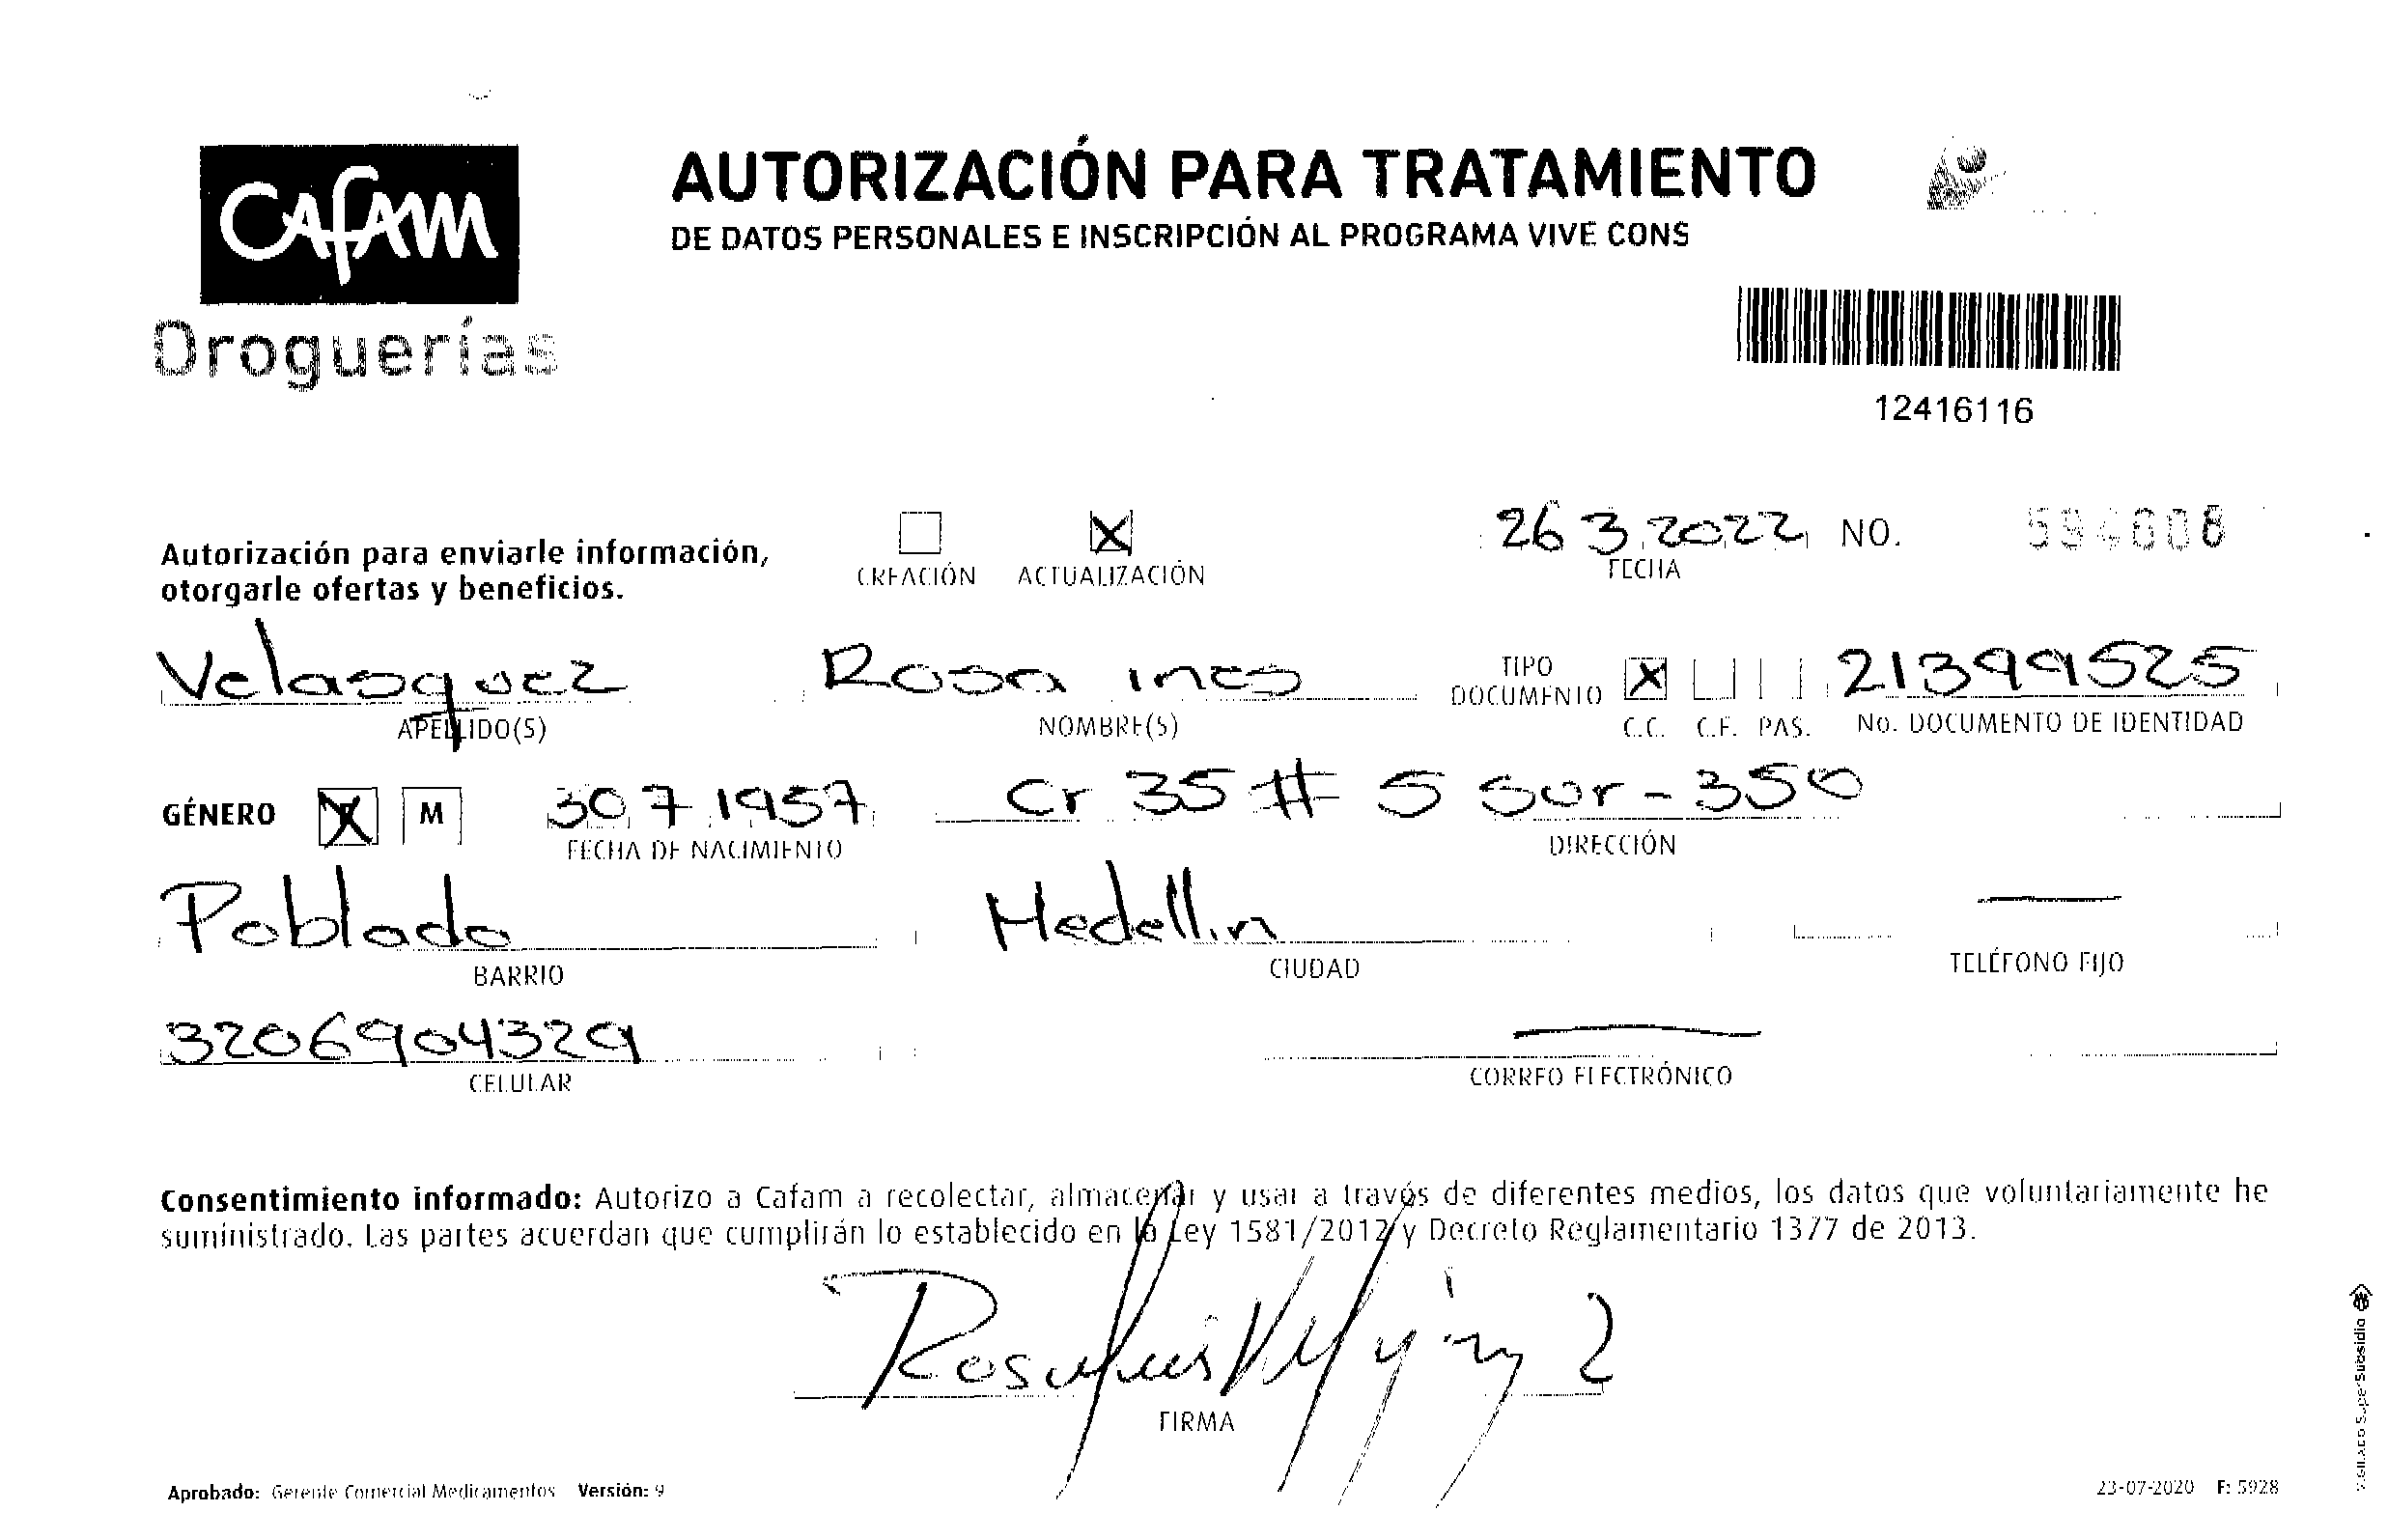 CAFAM
Droguerías
AUTORIZACIÓN PARA TRATAMIENTO
DE DATOS PERSONALES E INSCRIPCIÓN AL PROGRAMA VIVE CONS
12416116
Autorización para enviarle información,
otorgarle ofertas y beneficios.
CREACIÓN X ACTUALIZACIÓN
26 3 2022 NO. 594608
FECHA
Velasquez Rosa ines TIPO DOCUMENTO X 21399525
APELLIDO(S) NOMBRE(S) C.C. C.E. PAS. No. DOCUMENTO DE IDENTIDAD
GÉNERO X M 30 7 1957 Cr 35 # 5 Sur - 350
FECHA DE NACIMIENTO DIRECCIÓN
Poblado Medellin —
BARRIO CIUDAD TELÉFONO FIJO
3206904329 —
CELULAR CORREO ELECTRÓNICO
Consentimiento informado: Autorizo a Cafam a recolectar, almacenar y usar a través de diferentes medios, los datos que voluntariamente he
suministrado. Las partes acuerdan que cumplirán lo establecido en la Ley 1581/2012 y Decreto Reglamentario 1377 de 2013.
FIRMA
Aprobado: Gerente Comercial Medicamentos Versión: 9
23-07-2020 F: 5928
VIGILADO SuperSubsidio